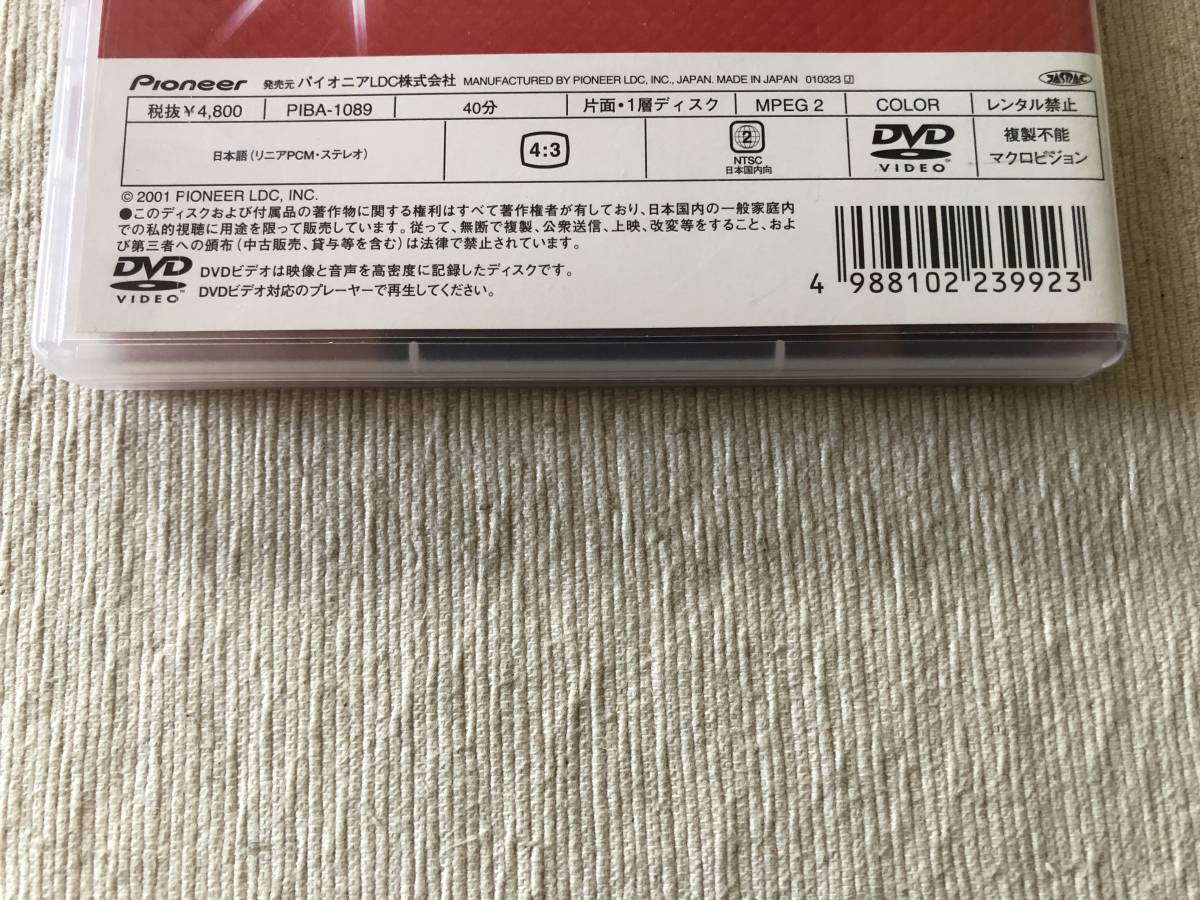 Pioneer 発売元 パイオニアLDC株式会社 MANUFACTURED BY PIONEER LDC, INC., JAPAN. MADE IN JAPAN 010323 J JASRAC
税抜¥4,800 PIBA-1089 40分 片面・1層ディスク MPEG 2 COLOR レンタル禁止
日本語(リニアPCM・ステレオ) 4:3 2 NTSC 日本国内向 DVD VIDEO 複製不能 マクロビジョン
© 2001 PIONEER LDC, INC.
●このディスクおよび付属品の著作物に関する権利はすべて著作権者が有しており、日本国内の一般家庭内
での私的視聴に用途を限って販売しています。従って、無断で複製、公衆送信、上映、改変等をすること、およ
び第三者への頒布(中古販売、貸与等を含む)は法律で禁止されています。
DVD VIDEO™
DVDビデオは映像と音声を高密度に記録したディスクです。
DVDビデオ対応のプレーヤーで再生してください。
4 988102 239923